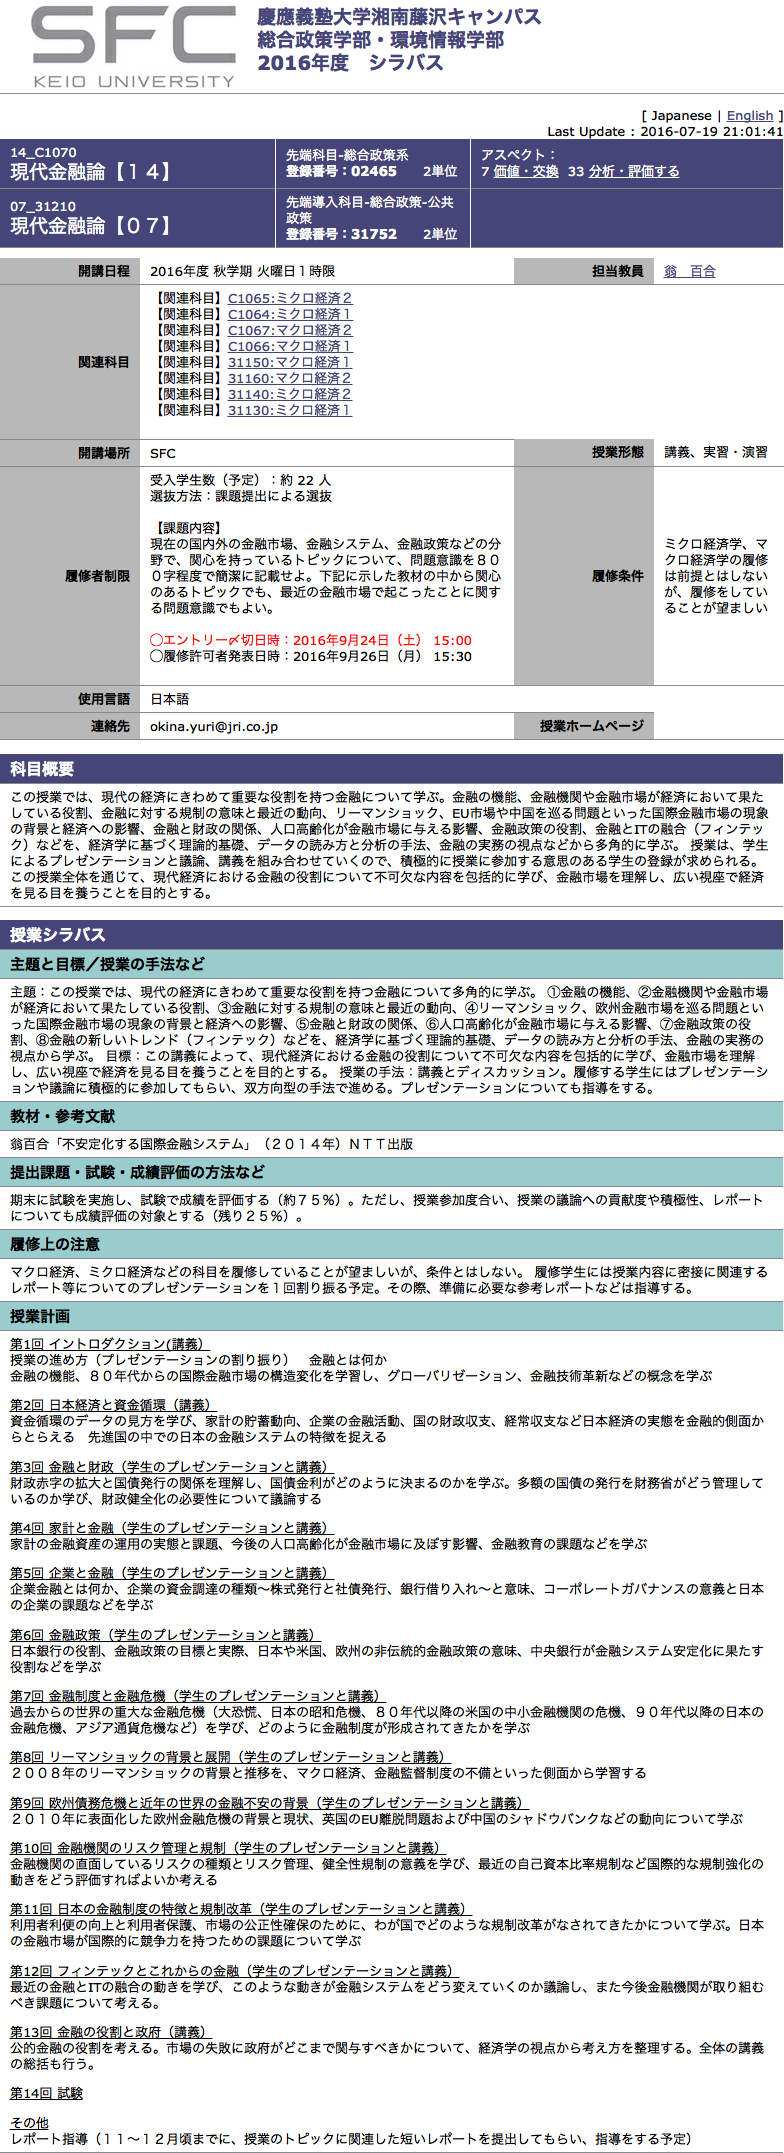 SFC
KEIO UNIVERSITY
慶應義塾大学湘南藤沢キャンパス
総合政策学部・環境情報学部
2016年度　シラバス
[ Japanese | English ]
Last Update : 2016-07-19 21:01:41
14_C1070
現代金融論【１４】
先端科目-総合政策系
登録番号：02465　2単位
アスペクト：
7 価値・交換 33 分析・評価する
07_31210
現代金融論【０７】
先端導入科目-総合政策-公共
政策
登録番号：31752　2単位
開講日程
2016年度 秋学期 火曜日１時限
担当教員
翁　百合
関連科目
【関連科目】C1065:ミクロ経済２
【関連科目】C1064:ミクロ経済１
【関連科目】C1067:マクロ経済２
【関連科目】C1066:マクロ経済１
【関連科目】31150:マクロ経済１
【関連科目】31160:マクロ経済２
【関連科目】31140:ミクロ経済２
【関連科目】31130:ミクロ経済１
開講場所
SFC
授業形態
講義、実習・演習
履修者制限
受入学生数（予定）：約 22 人
選抜方法：課題提出による選抜
【課題内容】
現在の国内外の金融市場、金融システム、金融政策などの分
野で、関心を持っているトピックについて、問題意識を８０
０字程度で簡潔に記載せよ。下記に示した教材の中から関心
のあるトピックでも、最近の金融市場で起こったことに関す
る問題意識でもよい。
◯エントリー〆切日時：2016年9月24日（土） 15:00
◯履修許可者発表日時：2016年9月26日（月） 15:30
履修条件
ミクロ経済学、マ
クロ経済学の履修
は前提とはしない
が、履修をしてい
ることが望ましい
使用言語
日本語
連絡先
okina.yuri@jri.co.jp
授業ホームページ
科目概要
この授業では、現代の経済にきわめて重要な役割を持つ金融について学ぶ。金融の機能、金融機関や金融市場が経済において果た
している役割、金融に対する規制の意味と最近の動向、リーマンショック、EU市場や中国を巡る問題といった国際金融市場の現象
の背景と経済への影響、金融と財政の関係、人口高齢化が金融市場に与える影響、金融政策の役割、金融とITの融合（フィンテッ
ク）などを、経済学に基づく理論的基礎、データの読み方と分析の手法、金融の実務の視点などから多角的に学ぶ。 授業は、学生
によるプレゼンテーションと議論、講義を組み合わせていくので、積極的に授業に参加する意思のある学生の登録が求められる。
この授業全体を通じて、現代経済における金融の役割について不可欠な内容を包括的に学び、金融市場を理解し、広い視座で経済
を見る目を養うことを目的とする。
授業シラバス
主題と目標／授業の手法など
主題：この授業では、現代の経済にきわめて重要な役割を持つ金融について多角的に学ぶ。 ①金融の機能、②金融機関や金融市場
が経済において果たしている役割、③金融に対する規制の意味と最近の動向、④リーマンショック、欧州金融市場を巡る問題とい
った国際金融市場の現象の背景と経済への影響、⑤金融と財政の関係、⑥人口高齢化が金融市場に与える影響、⑦金融政策の役
割、⑧金融の新しいトレンド（フィンテック）などを、経済学に基づく理論的基礎、データの読み方と分析の手法、金融の実務の
視点から学ぶ。 目標：この講義によって、現代経済における金融の役割について不可欠な内容を包括的に学び、金融市場を理解
し、広い視座で経済を見る目を養うことを目的とする。 授業の手法：講義とディスカッション。履修する学生にはプレゼンテーシ
ョンや議論に積極的に参加してもらい、双方向型の手法で進める。プレゼンテーションについても指導をする。
教材・参考文献
翁百合「不安定化する国際金融システム」（２０１４年）ＮＴＴ出版
提出課題・試験・成績評価の方法など
期末に試験を実施し、試験で成績を評価する（約７５％）。ただし、授業参加度合い、授業の議論への貢献度や積極性、レポート
についても成績評価の対象とする（残り２５％）。
履修上の注意
マクロ経済、ミクロ経済などの科目を履修していることが望ましいが、条件とはしない。 履修学生には授業内容に密接に関連する
レポート等についてのプレゼンテーションを１回割り振る予定。その際、準備に必要な参考レポートなどは指導する。
授業計画
第1回 イントロダクション(講義）
授業の進め方（プレゼンテーションの割り振り）　金融とは何か
金融の機能、８０年代からの国際金融市場の構造変化を学習し、グローバリゼーション、金融技術革新などの概念を学ぶ
第2回 日本経済と資金循環（講義）
資金循環のデータの見方を学び、家計の貯蓄動向、企業の金融活動、国の財政収支、経常収支など日本経済の実態を金融的側面か
らとらえる　先進国の中での日本の金融システムの特徴を捉える
第3回 金融と財政（学生のプレゼンテーションと講義）
財政赤字の拡大と国債発行の関係を理解し、国債金利がどのように決まるのかを学ぶ。多額の国債の発行を財務省がどう管理して
いるのか学び、財政健全化の必要性について議論する
第4回 家計と金融（学生のプレゼンテーションと講義）
家計の金融資産の運用の実態と課題、今後の人口高齢化が金融市場に及ぼす影響、金融教育の課題などを学ぶ
第5回 企業と金融（学生のプレゼンテーションと講義）
企業金融とは何か、企業の資金調達の種類～株式発行と社債発行、銀行借り入れ～と意味、コーポレートガバナンスの意義と日本
の企業の課題などを学ぶ
第6回 金融政策（学生のプレゼンテーションと講義）
日本銀行の役割、金融政策の目標と実際、日本や米国、欧州の非伝統的金融政策の意味、中央銀行が金融システム安定化に果たす
役割などを学ぶ
第7回 金融制度と金融危機（学生のプレゼンテーションと講義）
過去からの世界の重大な金融危機（大恐慌、日本の昭和危機、８０年代以降の米国の中小金融機関の危機、９０年代以降の日本の
金融危機、アジア通貨危機など）を学び、どのように金融制度が形成されてきたかを学ぶ
第8回 リーマンショックの背景と展開（学生のプレゼンテーションと講義）
２００８年のリーマンショックの背景と推移を、マクロ経済、金融監督制度の不備といった側面から学習する
第9回 欧州債務危機と近年の世界の金融不安の背景（学生のプレゼンテーションと講義）
２０１０年に表面化した欧州金融危機の背景と現状、英国のEU離脱問題および中国のシャドウバンクなどの動向について学ぶ
第10回 金融機関のリスク管理と規制（学生のプレゼンテーションと講義）
金融機関の直面しているリスクの種類とリスク管理、健全性規制の意義を学び、最近の自己資本比率規制など国際的な規制強化の
動きをどう評価すればよいか考える
第11回 日本の金融制度の特徴と規制改革（学生のプレゼンテーションと講義）
利用者利便の向上と利用者保護、市場の公正性確保のために、わが国でどのような規制改革がなされてきたかについて学ぶ。日本
の金融市場が国際的に競争力を持つための課題について学ぶ
第12回 フィンテックとこれからの金融（学生のプレゼンテーションと講義）
最近の金融とITの融合の動きを学び、このような動きが金融システムをどう変えていくのか議論し、また今後金融機関が取り組む
べき課題について考える。
第13回 金融の役割と政府（講義）
公的金融の役割を考える。市場の失敗に政府がどこまで関与すべきかについて、経済学の視点から考え方を整理する。全体の講義
の総括も行う。
第14回 試験
その他
レポート指導（１１～１２月頃までに、授業のトピックに関連した短いレポートを提出してもらい、指導をする予定）